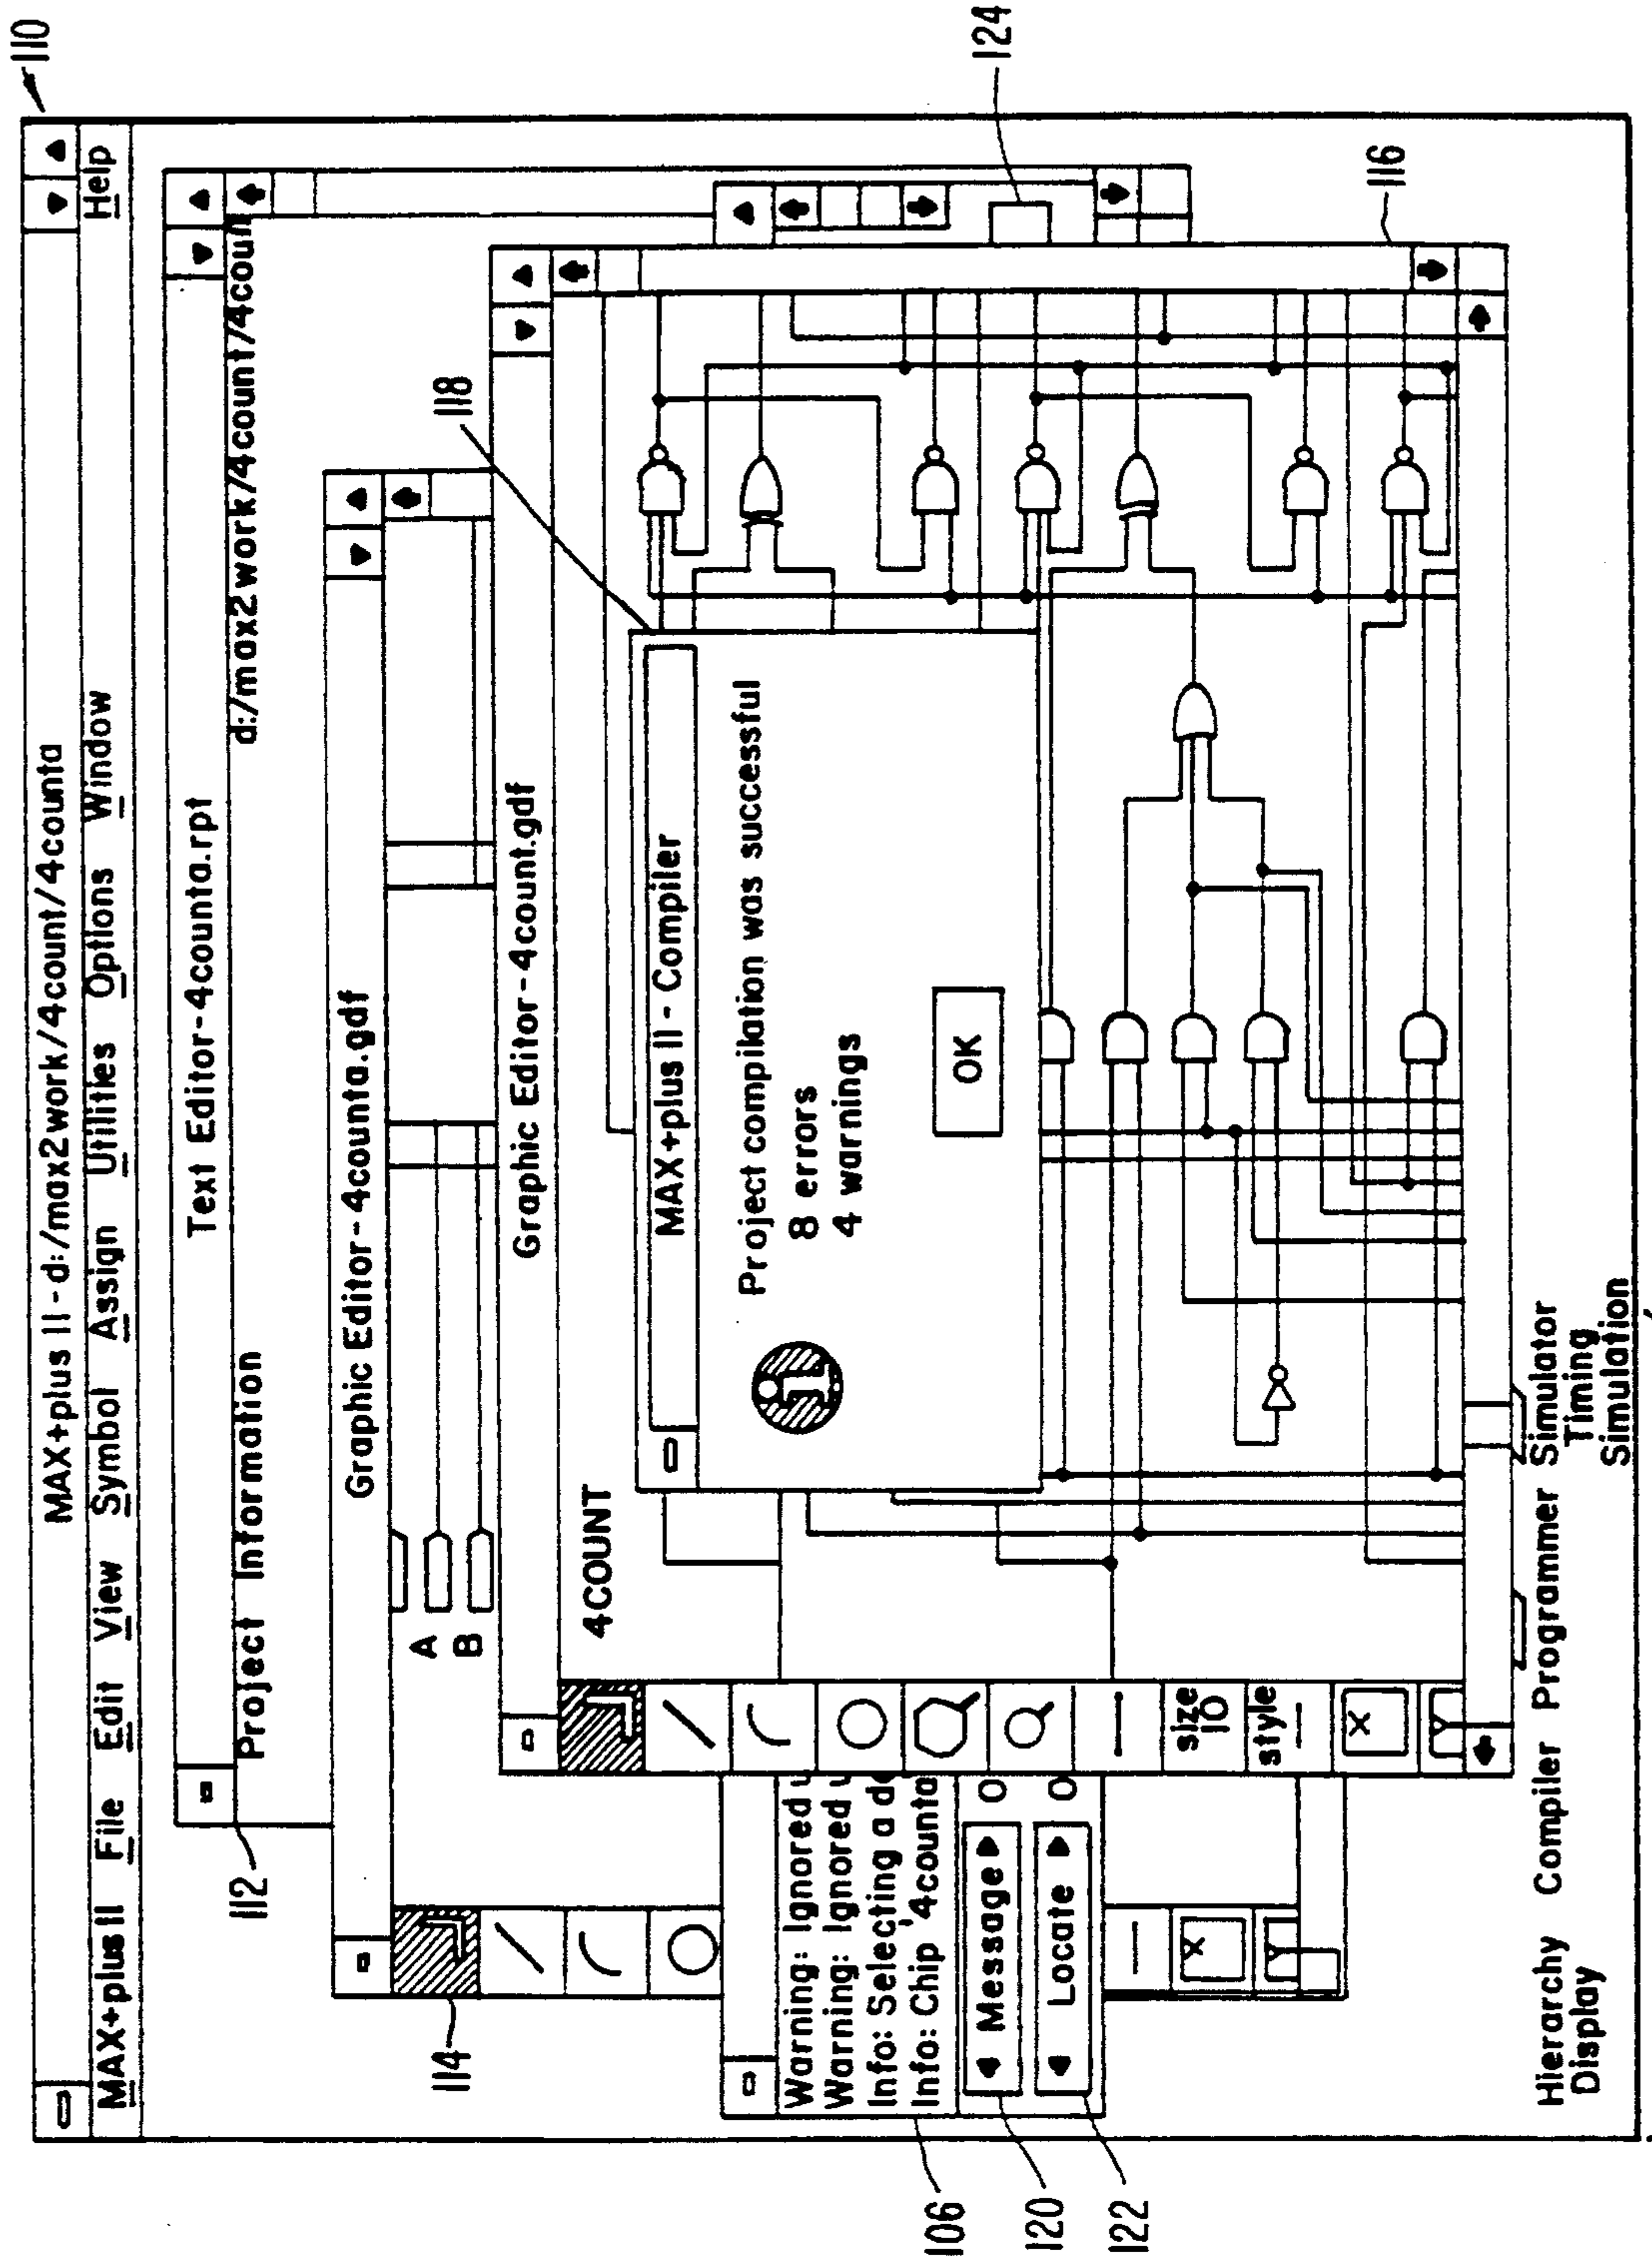 110
MAX+plus II - d:/max2work/4count/4counta
MAX+plus II File Edit View Symbol Assign Utilities Options Window Help
112
Text Editor-4counta.rpt
Project Information d:/max2work/4count/4coun
114
Graphic Editor-4counta.gdf
A
B
118
Graphic Editor-4count.gdf
4COUNT
MAX+plus II - Compiler
Project compilation was successful
8 errors
4 warnings
OK
size
10
style
X
106
Warning: Ignored u
Warning: Ignored u
Info: Selecting a de
Info: Chip '4counta
120
Message 0
122
Locate 0
X
124
116
Hierarchy Display
Compiler
Programmer
Simulator
Timing
Simulation